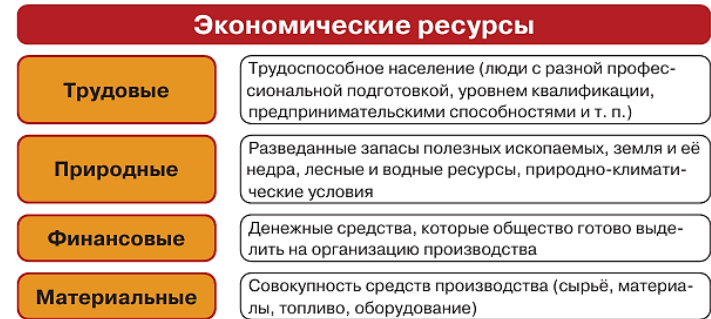 Экономические ресурсы
Трудовые
Трудоспособное население (люди с разной профес-
сиональной подготовкой, уровнем квалификации,
предпринимательскими способностями и т. п.)
Природные
Разведанные запасы полезных ископаемых, земля и её
недра, лесные и водные ресурсы, природно-климати-
ческие условия
Финансовые
Денежные средства, которые общество готово выде-
лить на организацию производства
Материальные
Совокупность средств производства (сырьё, материа-
лы, топливо, оборудование)